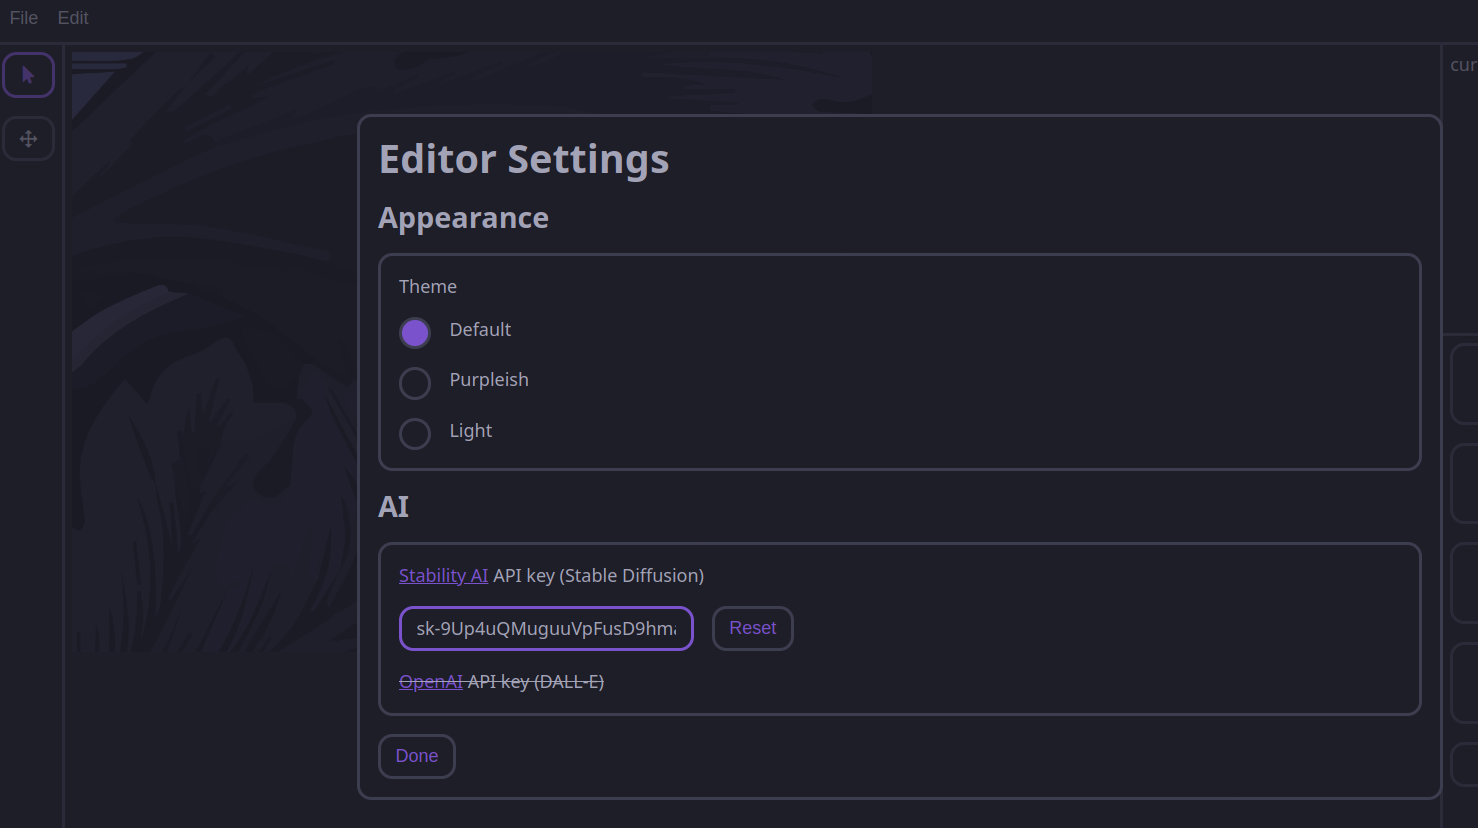 File Edit
cur
Editor Settings
Appearance
Theme
Default
Purpleish
Light
AI
Stability AI API key (Stable Diffusion)
sk-9Up4uQMuguuVpFusD9hma
Reset
OpenAI API key (DALL-E)
Done